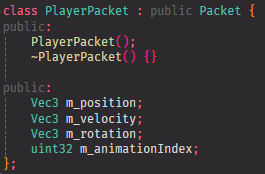 class PlayerPacket : public Packet {
public:
    PlayerPacket();
    ~PlayerPacket() {}
public:
    Vec3 m_position;
    Vec3 m_velocity;
    Vec3 m_rotation;
    uint32 m_animationIndex;
};